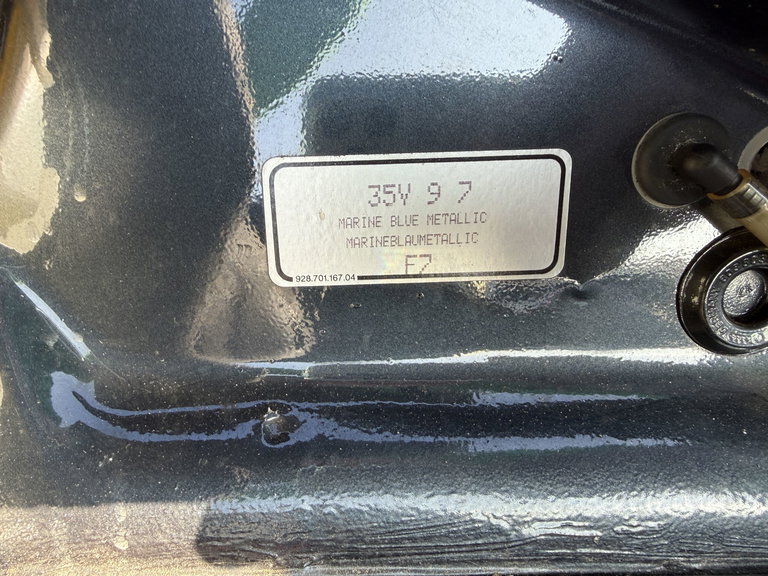 35V 9 7
MARINE BLUE METALLIC
MARINEBLAUMETALLIC
F7
928.701.167.04